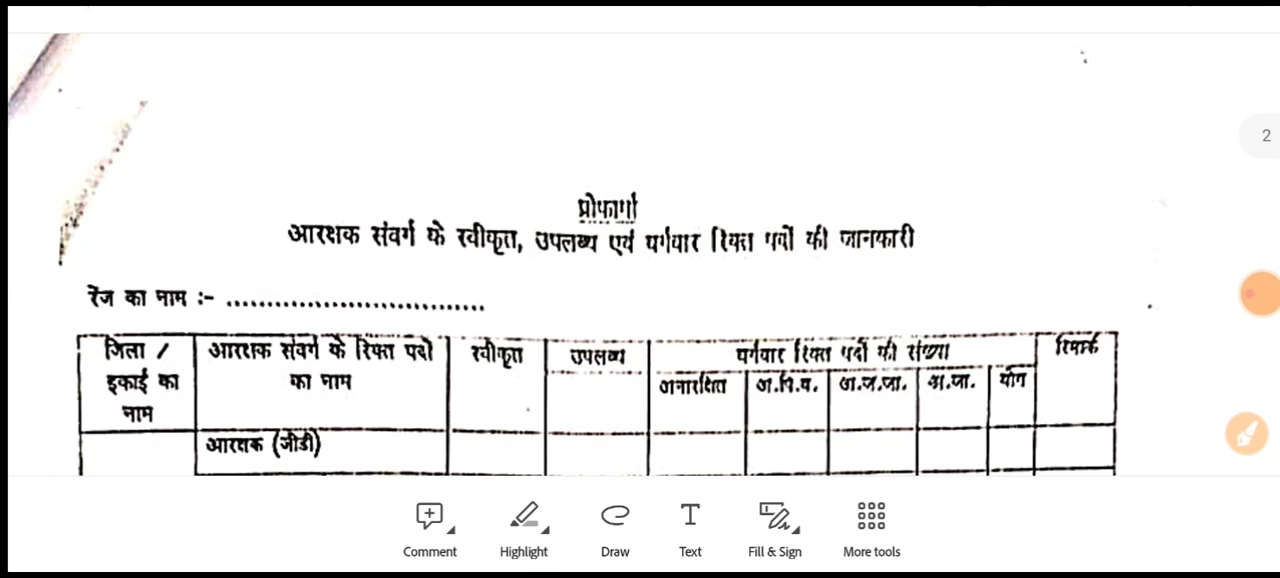 2
प्रोफार्मा
आरक्षक संवर्ग के स्वीकृत, उपलब्ध एवं वर्गवार रिक्त पदों की जानकारी
रेंज का नाम :- ................................
जिला / इकाई का नाम
आरक्षक संवर्ग के रिक्त पदो का नाम
स्वीकृत
उपलब्ध
वर्गवार रिक्त पदों की संख्या
रिमार्क
अनारक्षित
अ.पि.व.
अ.ज.जा.
अ.जा.
योग
आरक्षक (जीडी)
Comment
Highlight
Draw
Text
Fill & Sign
More tools